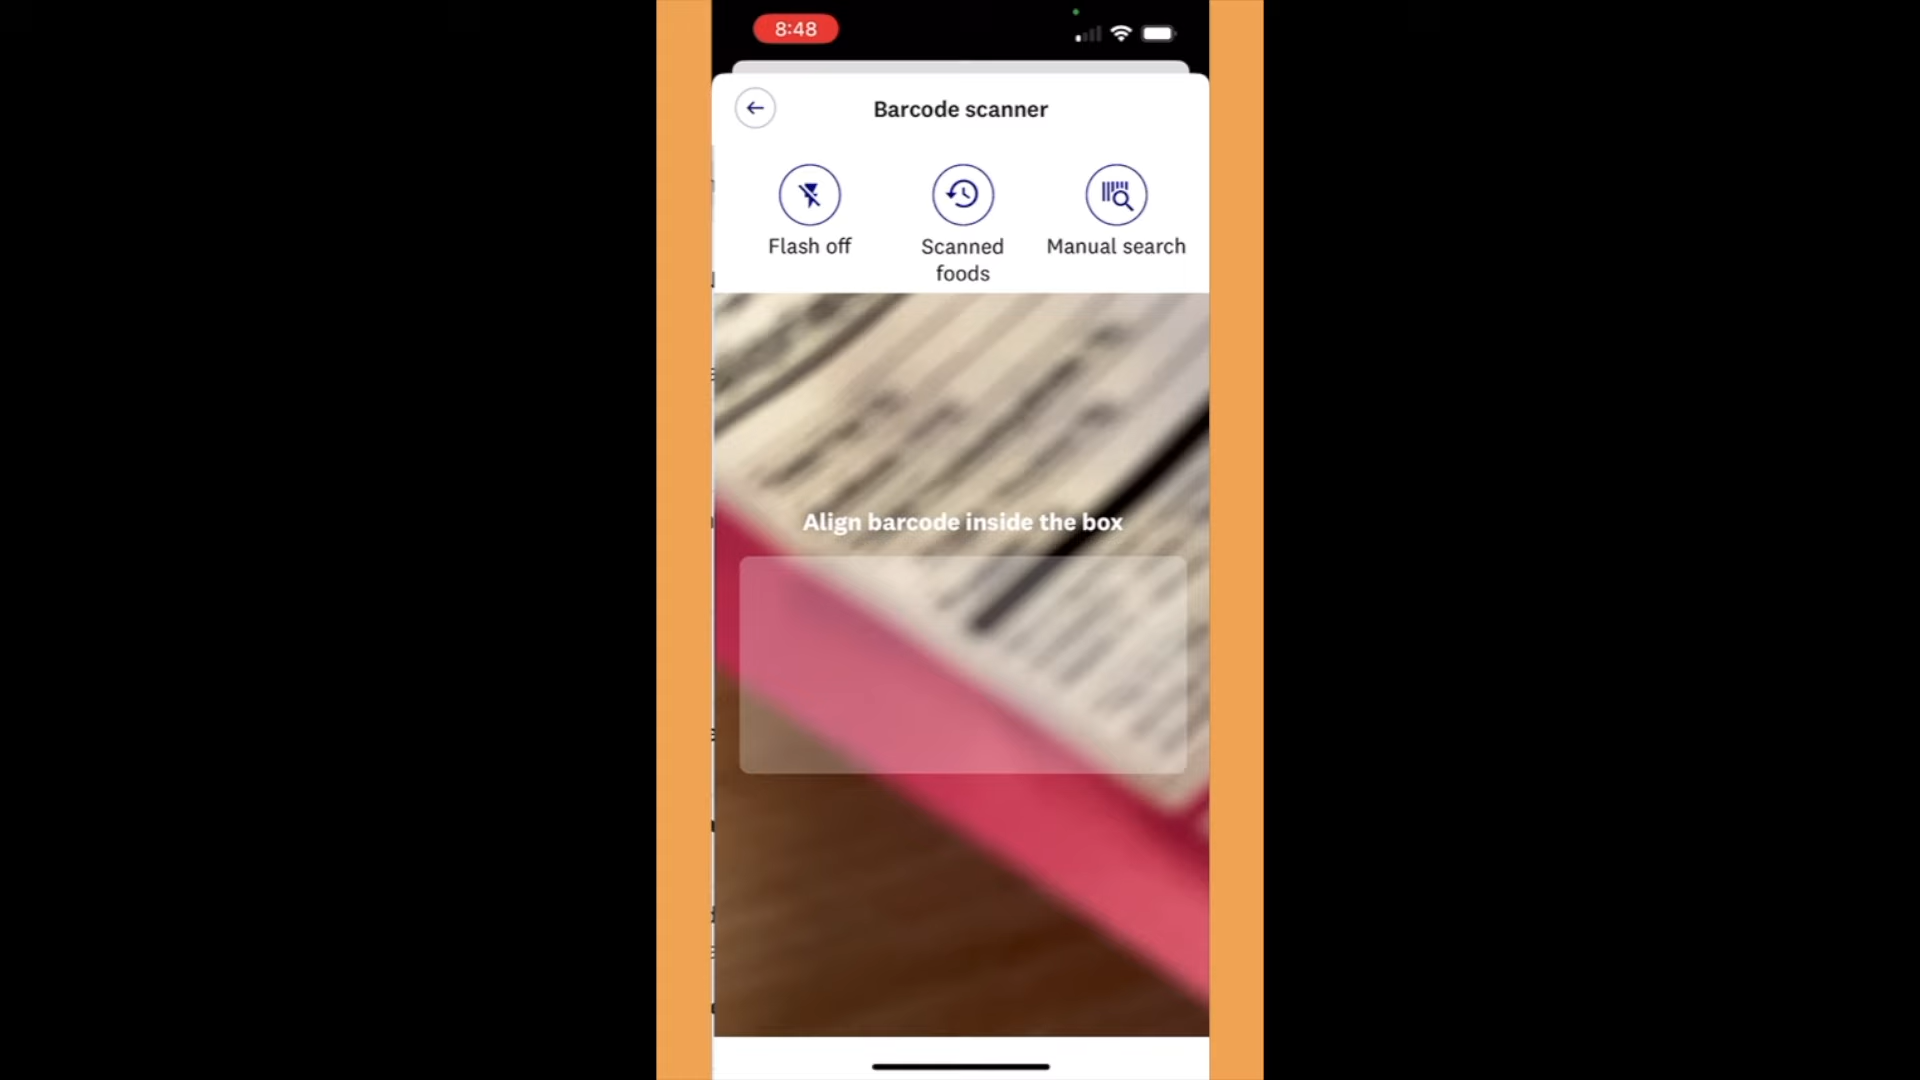 8:48
Barcode scanner
Flash off
Scanned
foods
Manual search
Align barcode inside the box